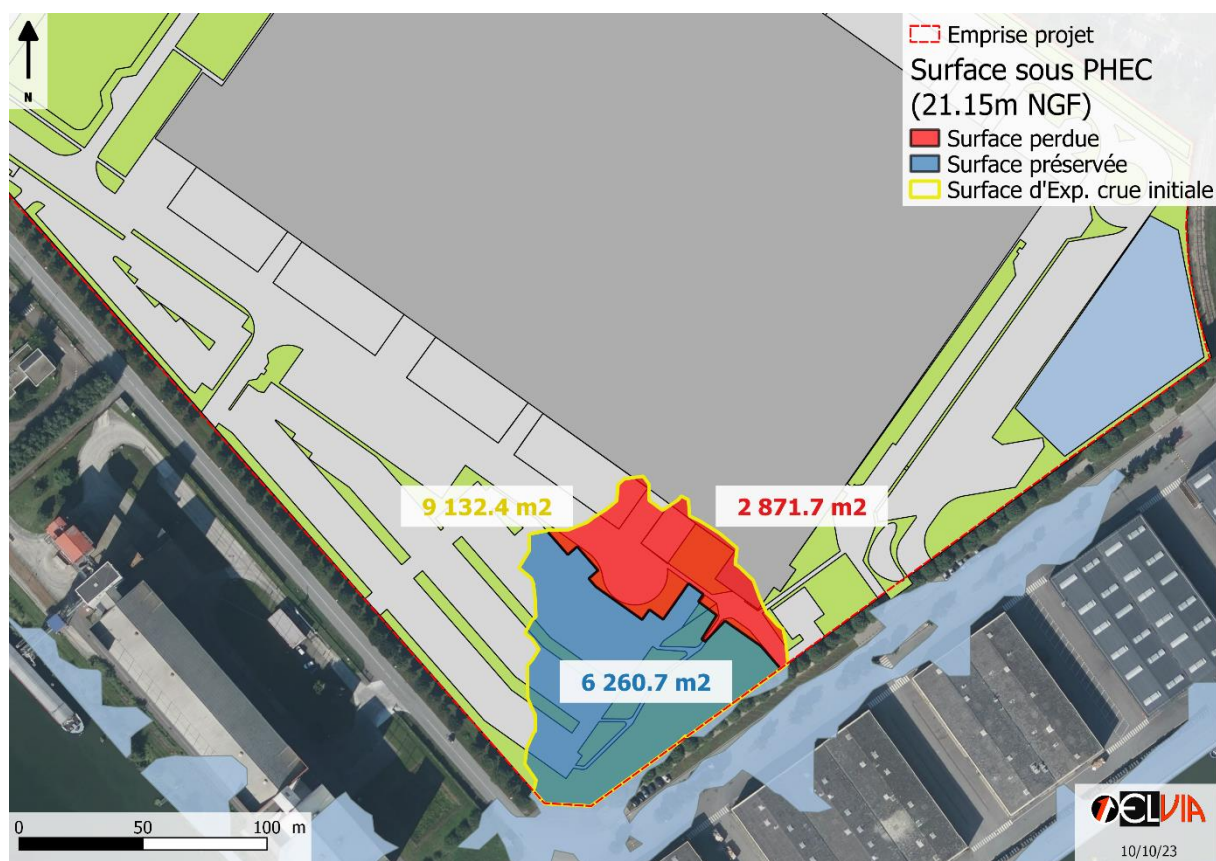 N
Emprise projet
Surface sous PHEC
(21.15m NGF)
Surface perdue
Surface préservée
Surface d'Exp. crue initiale
9 132.4 m2
2 871.7 m2
6 260.7 m2
0 50 100 m
ELVIA
10/10/23